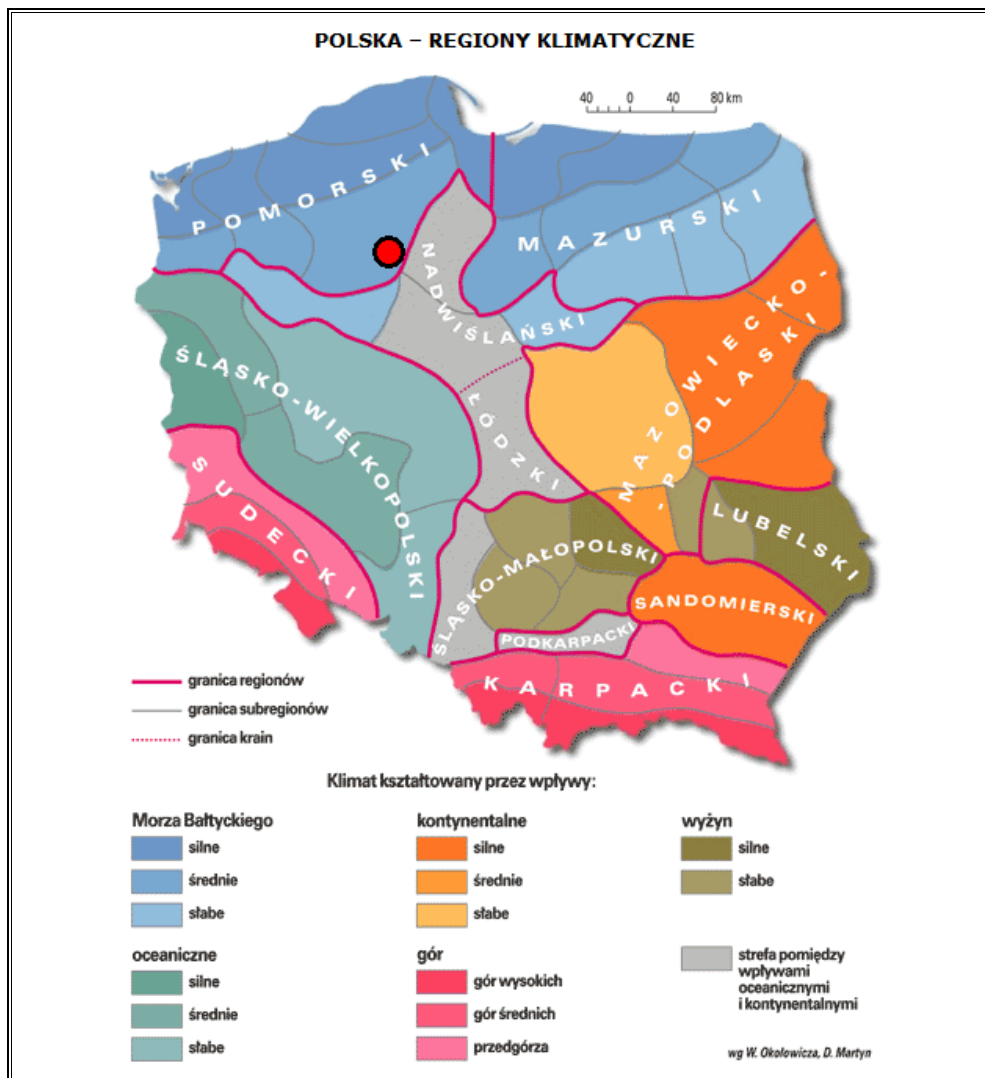 POLSKA – REGIONY KLIMATYCZNE
40 0 40 80 km
POMORSKI
MAZURSKI
NADWIŚLAŃSKI
MAZOWIECKO-
-PODLASKI
ŚLĄSKO-WIELKOPOLSKI
ŁÓDZKI
SUDECKI
LUBELSKI
ŚLĄSKO-MAŁOPOLSKI
SANDOMIERSKI
PODKARPACKI
KARPACKI
granica regionów
granica subregionów
granica krain
Klimat kształtowany przez wpływy:
Morza Bałtyckiego
silne
średnie
słabe
kontynentalne
silne
średnie
słabe
wyżyn
silne
słabe
oceaniczne
silne
średnie
słabe
gór
gór wysokich
gór średnich
przedgórza
strefa pomiędzy
wpływami
oceanicznymi
i kontynentalnymi
wg W. Okołowicza, D. Martyn